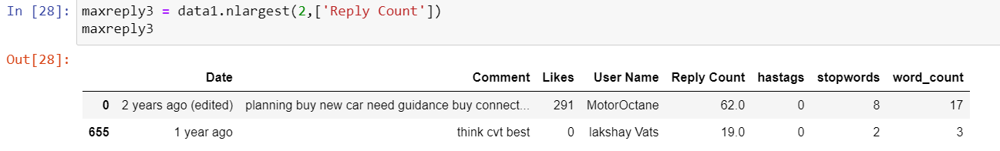 In [28]: maxreply3 = data1.nlargest(2,['Reply Count'])
maxreply3
Out[28]:
Date Comment Likes User Name Reply Count hastags stopwords word_count
0 2 years ago (edited) planning buy new car need guidance buy connect... 291 MotorOctane 62.0 0 8 17
655 1 year ago think cvt best 0 lakshay Vats 19.0 0 2 3